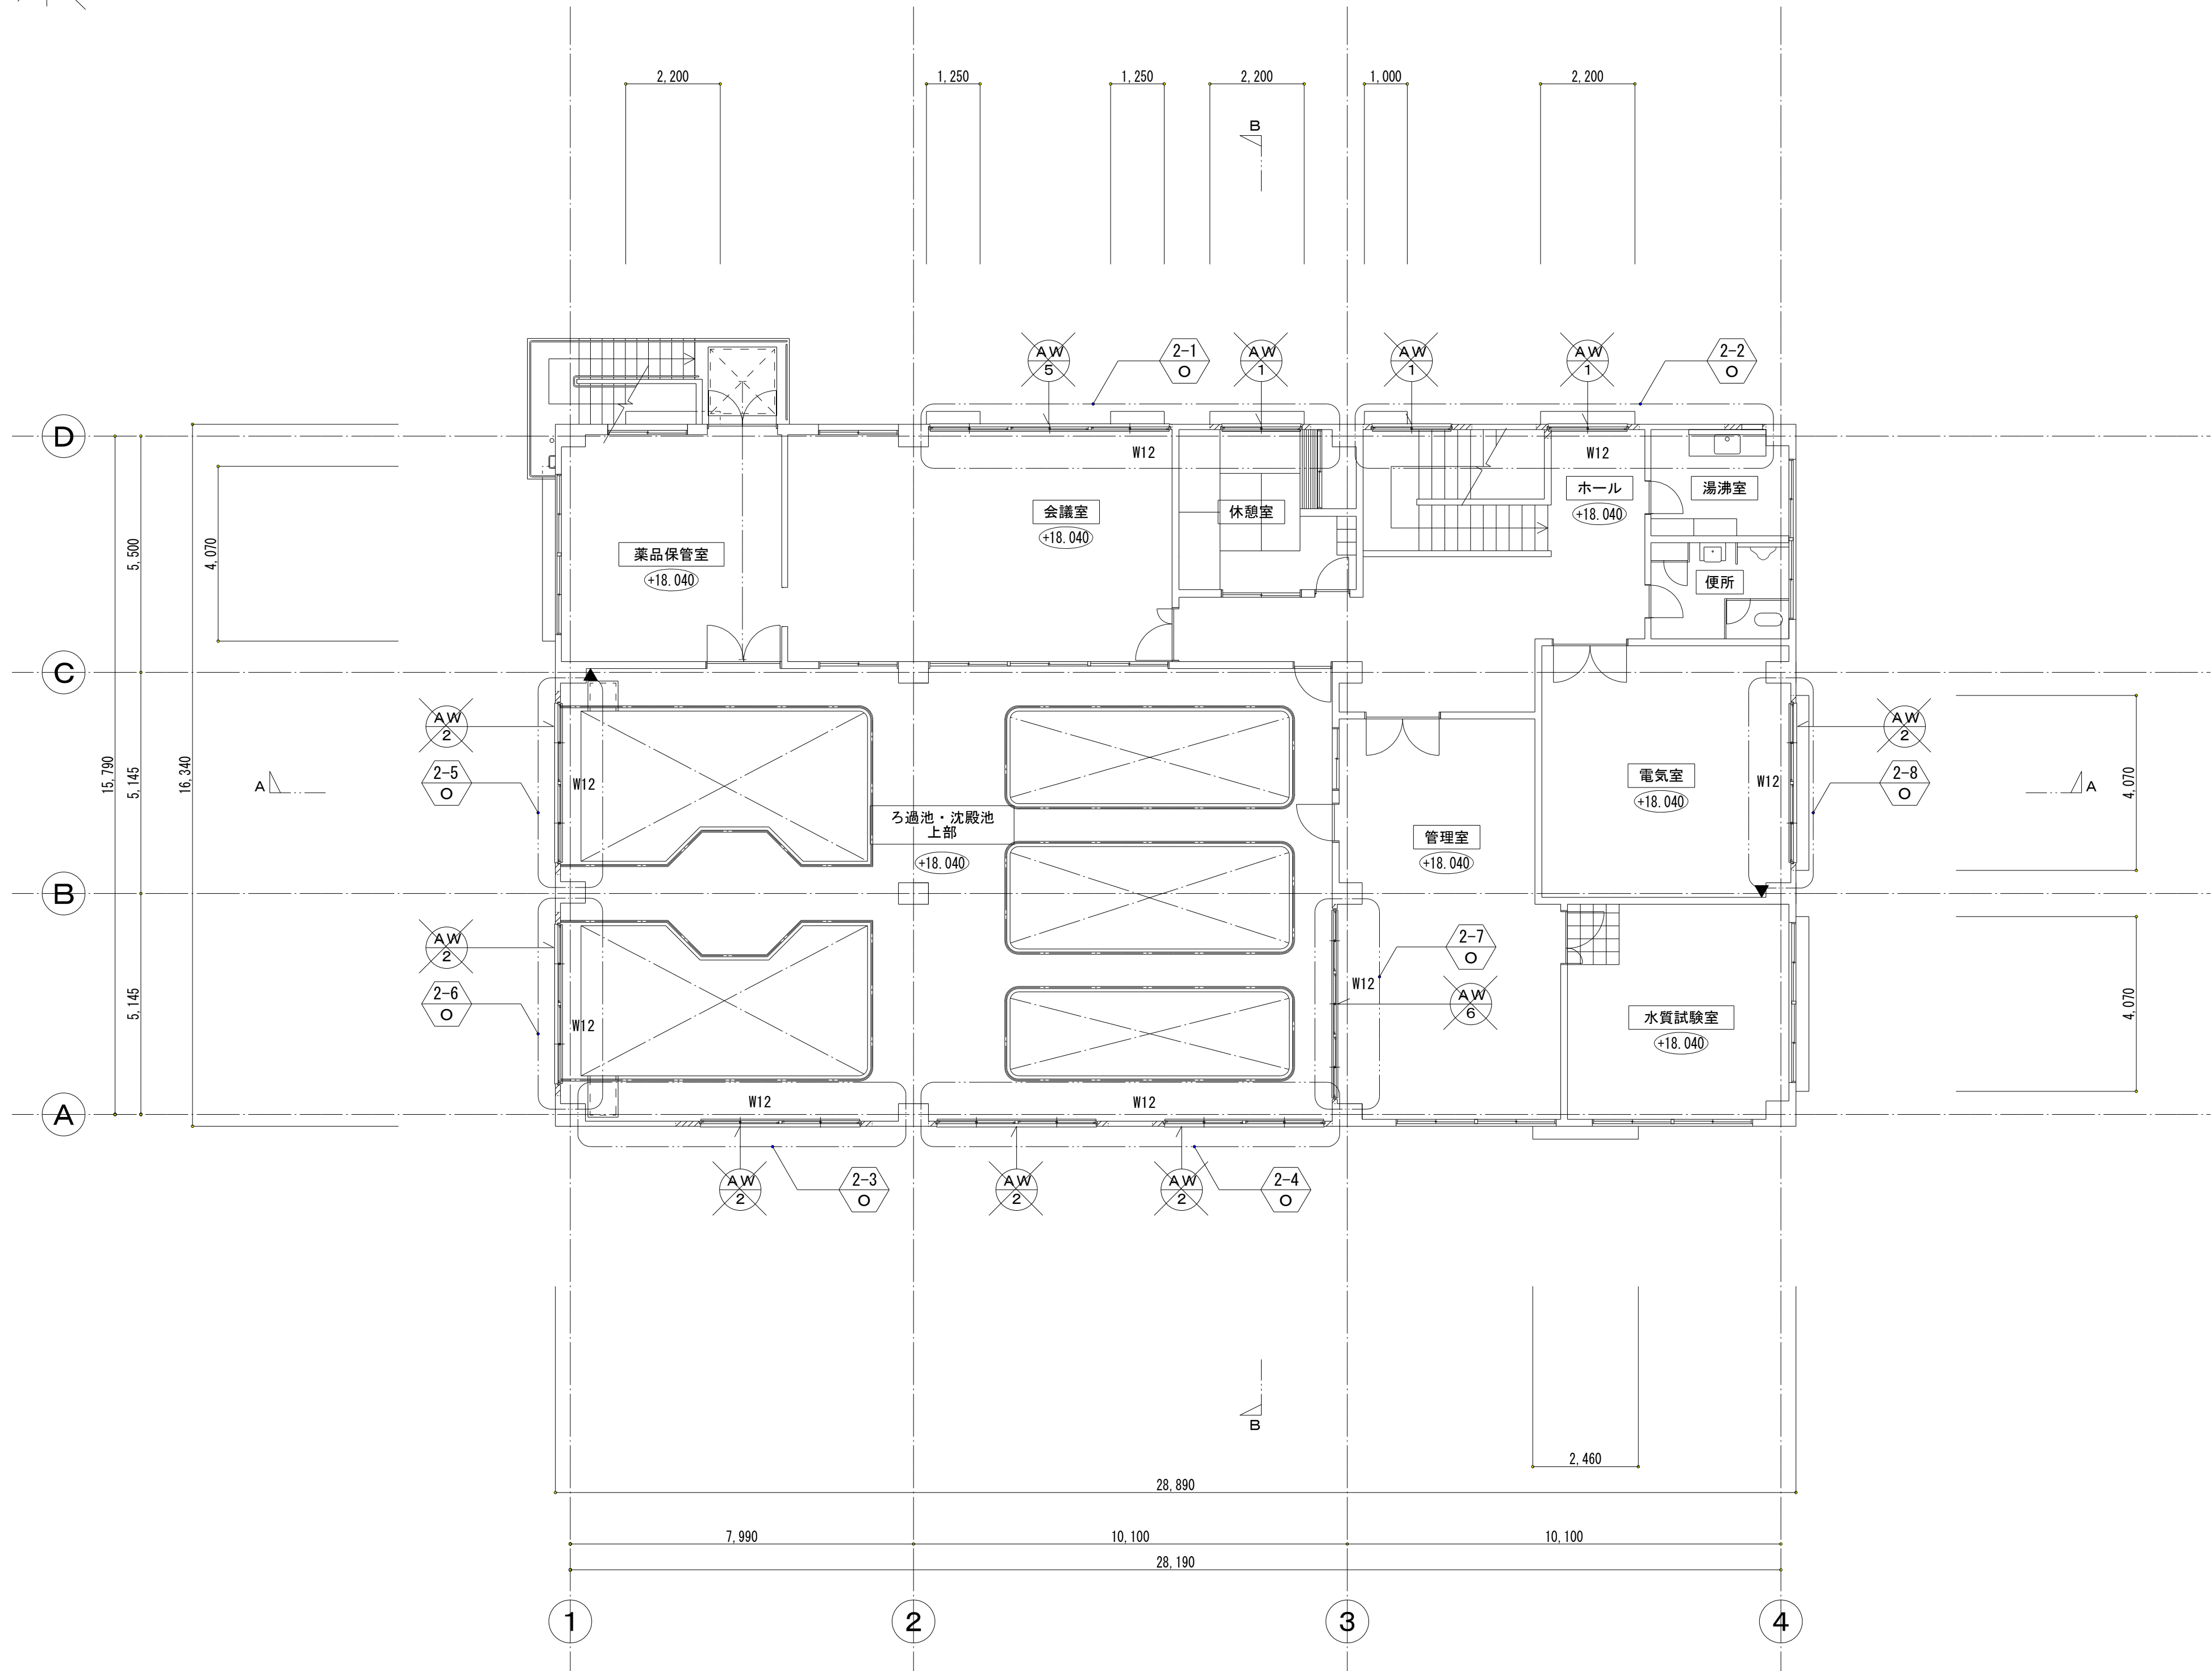 2,200
1,250
1,250
2,200
1,000
2,200
B
AW
5
2-1
O
AW
1
AW
1
AW
1
2-2
O
D
W12
W12
会議室
+18.040
休憩室
ホール
+18.040
湯沸室
薬品保管室
+18.040
便所
5,500
4,070
C
AW
2
2-5
O
W12
A
15,790
5,145
16,340
ろ過池・沈殿池
上部
+18.040
管理室
+18.040
電気室
+18.040
W12
AW
2
2-8
O
A
4,070
B
AW
2
2-6
O
W12
5,145
2-7
O
W12
AW
6
水質試験室
+18.040
4,070
A
W12
W12
AW
2
2-3
O
AW
2
AW
2
2-4
O
B
2,460
28,890
7,990
10,100
10,100
28,190
1
2
3
4